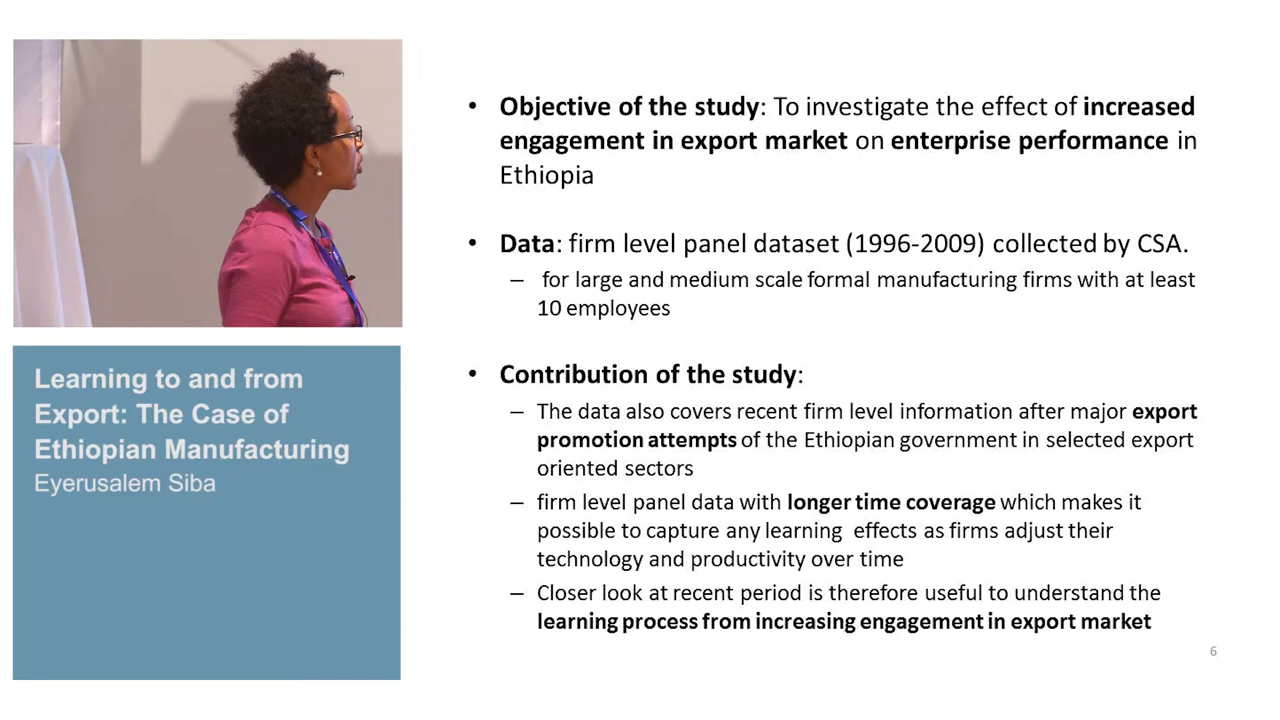 Learning to and from
Export: The Case of
Ethiopian Manufacturing
Eyerusalem Siba
• Objective of the study: To investigate the effect of increased
engagement in export market on enterprise performance in
Ethiopia
• Data: firm level panel dataset (1996-2009) collected by CSA.
– for large and medium scale formal manufacturing firms with at least
10 employees
• Contribution of the study:
– The data also covers recent firm level information after major export
promotion attempts of the Ethiopian government in selected export
oriented sectors
– firm level panel data with longer time coverage which makes it
possible to capture any learning effects as firms adjust their
technology and productivity over time
– Closer look at recent period is therefore useful to understand the
learning process from increasing engagement in export market
6